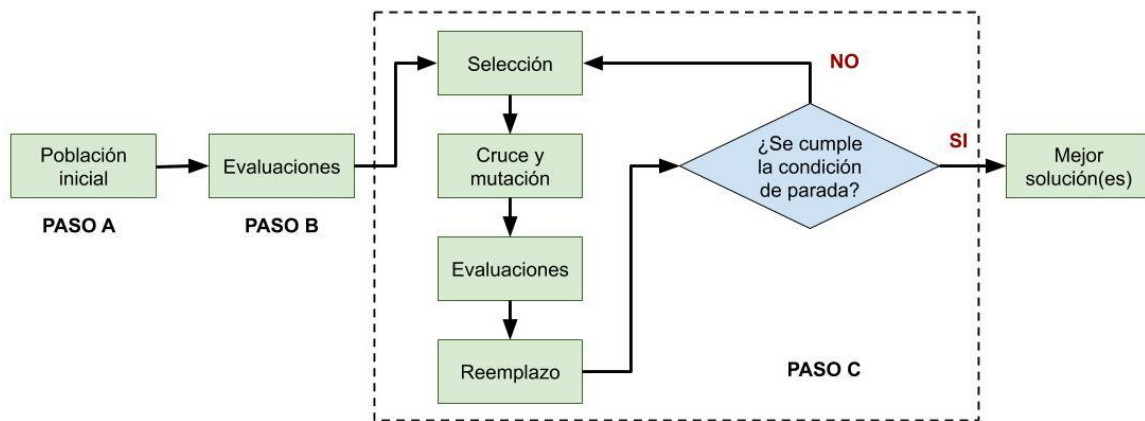 Población
inicial
PASO A
Evaluaciones
PASO B
Selección
Cruce y
mutación
Evaluaciones
Reemplazo
¿Se cumple
la condición
de parada?
NO
SI
PASO C
Mejor
solución(es)